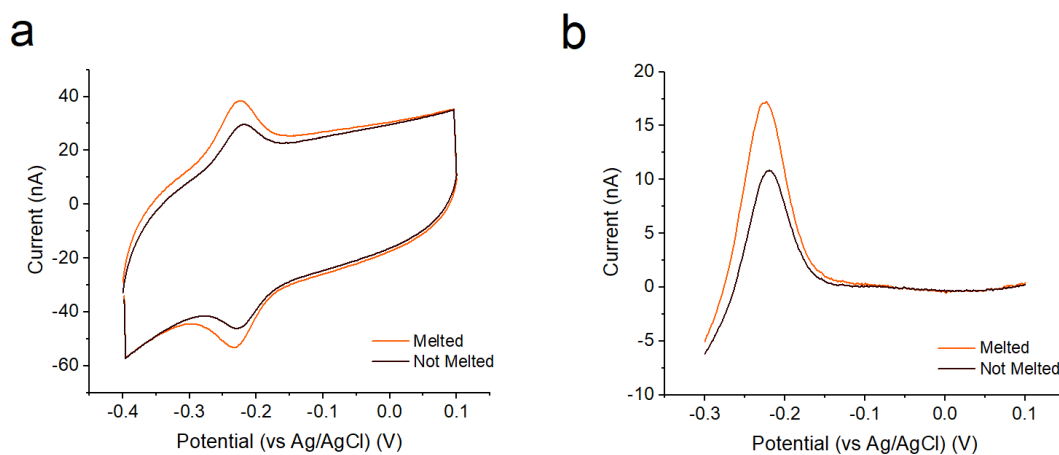 a
40
20
0
-20
-40
-60
Current (nA)
-0.4 -0.3 -0.2 -0.1 0.0 0.1
Potential (vs Ag/AgCl) (V)
Melted
Not Melted
b
20
15
10
5
0
-5
-10
Current (nA)
-0.3 -0.2 -0.1 0.0 0.1
Potential (vs Ag/AgCl) (V)
Melted
Not Melted